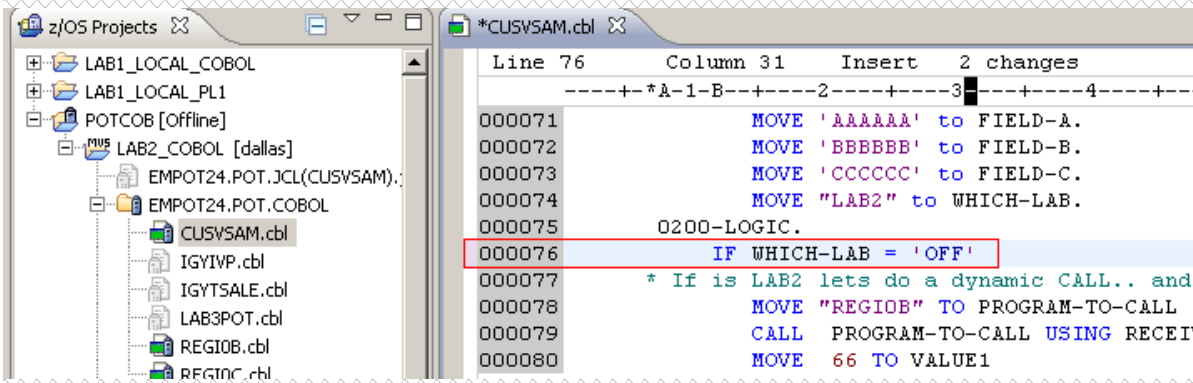 z/OS Projects
LAB1_LOCAL_COBOL
LAB1_LOCAL_PL1
POTCOB [Offline]
LAB2_COBOL [dallas]
EMPOT24.POT.JCL(CUSVSAM).
EMPOT24.POT.COBOL
CUSVSAM.cbl
IGYIVP.cbl
IGYTSALE.cbl
LAB3POT.cbl
REGI0B.cbl
REGI0C.cbl
*CUSVSAM.cbl
Line 76 Column 31 Insert 2 changes
----+-*A-1-B--+----2----+----3----+----4----+--
000071 MOVE 'AAAAAA' to FIELD-A.
000072 MOVE 'BBBBBB' to FIELD-B.
000073 MOVE 'CCCCCC' to FIELD-C.
000074 MOVE "LAB2" to WHICH-LAB.
000075 0200-LOGIC.
000076 IF WHICH-LAB = 'OFF'
000077 * If is LAB2 lets do a dynamic CALL.. and
000078 MOVE "REGI0B" TO PROGRAM-TO-CALL
000079 CALL PROGRAM-TO-CALL USING RECEI
000080 MOVE 66 TO VALUE1